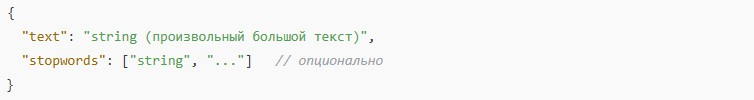 {
"text": "string (произвольный большой текст)",
"stopwords": ["string", "..."]   // опционально
}